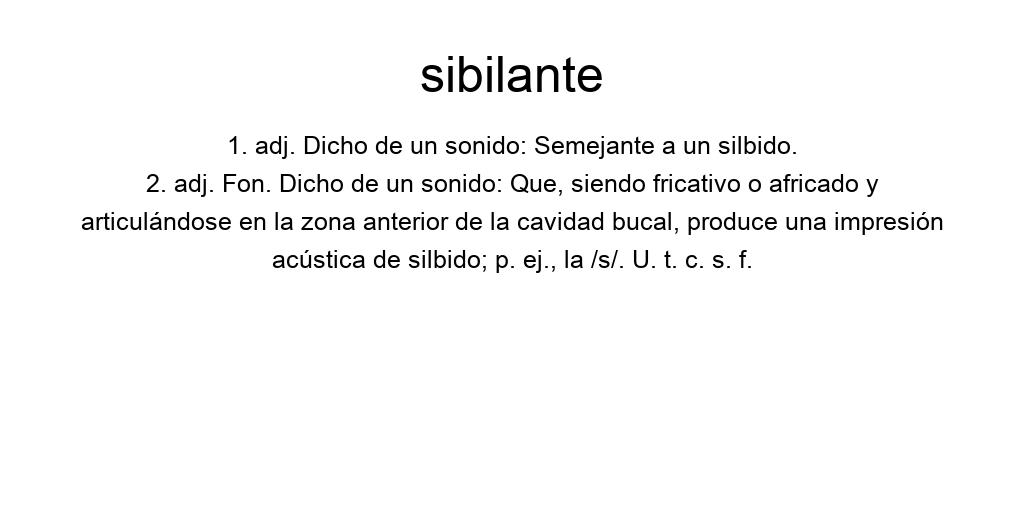 sibilante
1. adj. Dicho de un sonido: Semejante a un silbido.
2. adj. Fon. Dicho de un sonido: Que, siendo fricativo o africado y
articulándose en la zona anterior de la cavidad bucal, produce una impresión
acústica de silbido; p. ej., la /s/. U. t. c. s. f.